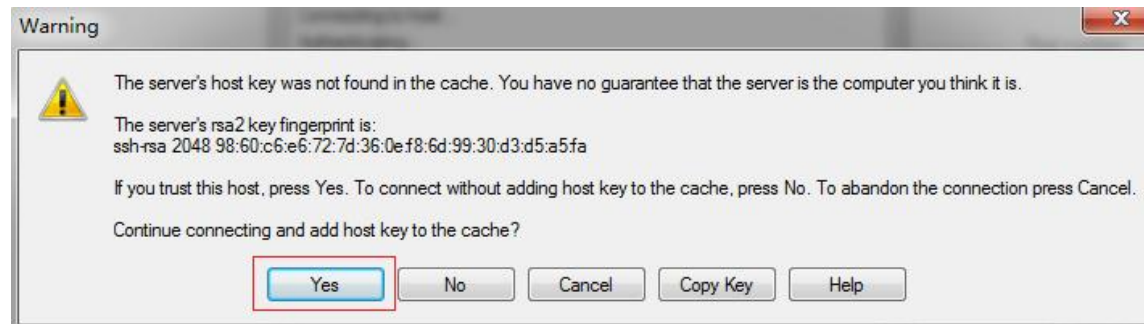 Warning
The server's host key was not found in the cache. You have no guarantee that the server is the computer you think it is.
The server's rsa2 key fingerprint is:
ssh-rsa 2048 98:60:c6:e6:72:7d:36:0e:f8:6d:99:30:d3:d5:a5:fa
If you trust this host, press Yes. To connect without adding host key to the cache, press No. To abandon the connection press Cancel.
Continue connecting and add host key to the cache?
Yes No Cancel Copy Key Help